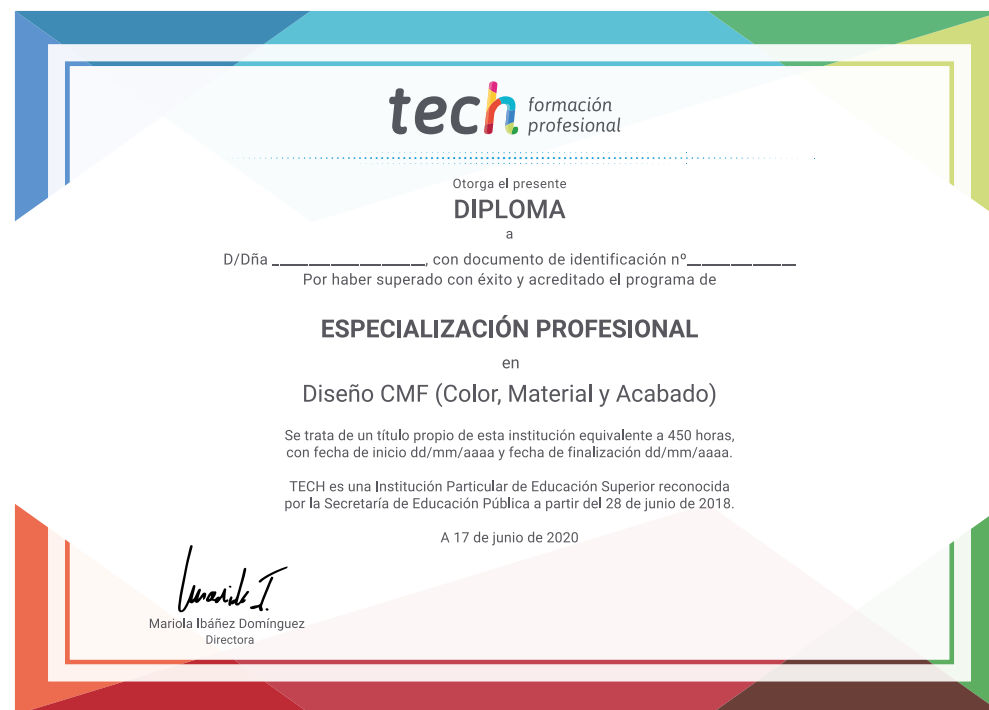 tech formación
profesional
Otorga el presente
DIPLOMA
a
D/Dña ____________________, con documento de identificación nº______________
Por haber superado con éxito y acreditado el programa de
ESPECIALIZACIÓN PROFESIONAL
en
Diseño CMF (Color, Material y Acabado)
Se trata de un título propio de esta institución equivalente a 450 horas,
con fecha de inicio dd/mm/aaaa y fecha de finalización dd/mm/aaaa.
TECH es una Institución Particular de Educación Superior reconocida
por la Secretaría de Educación Pública a partir del 28 de junio de 2018.
A 17 de junio de 2020
Mariola Ibáñez Domínguez
Directora